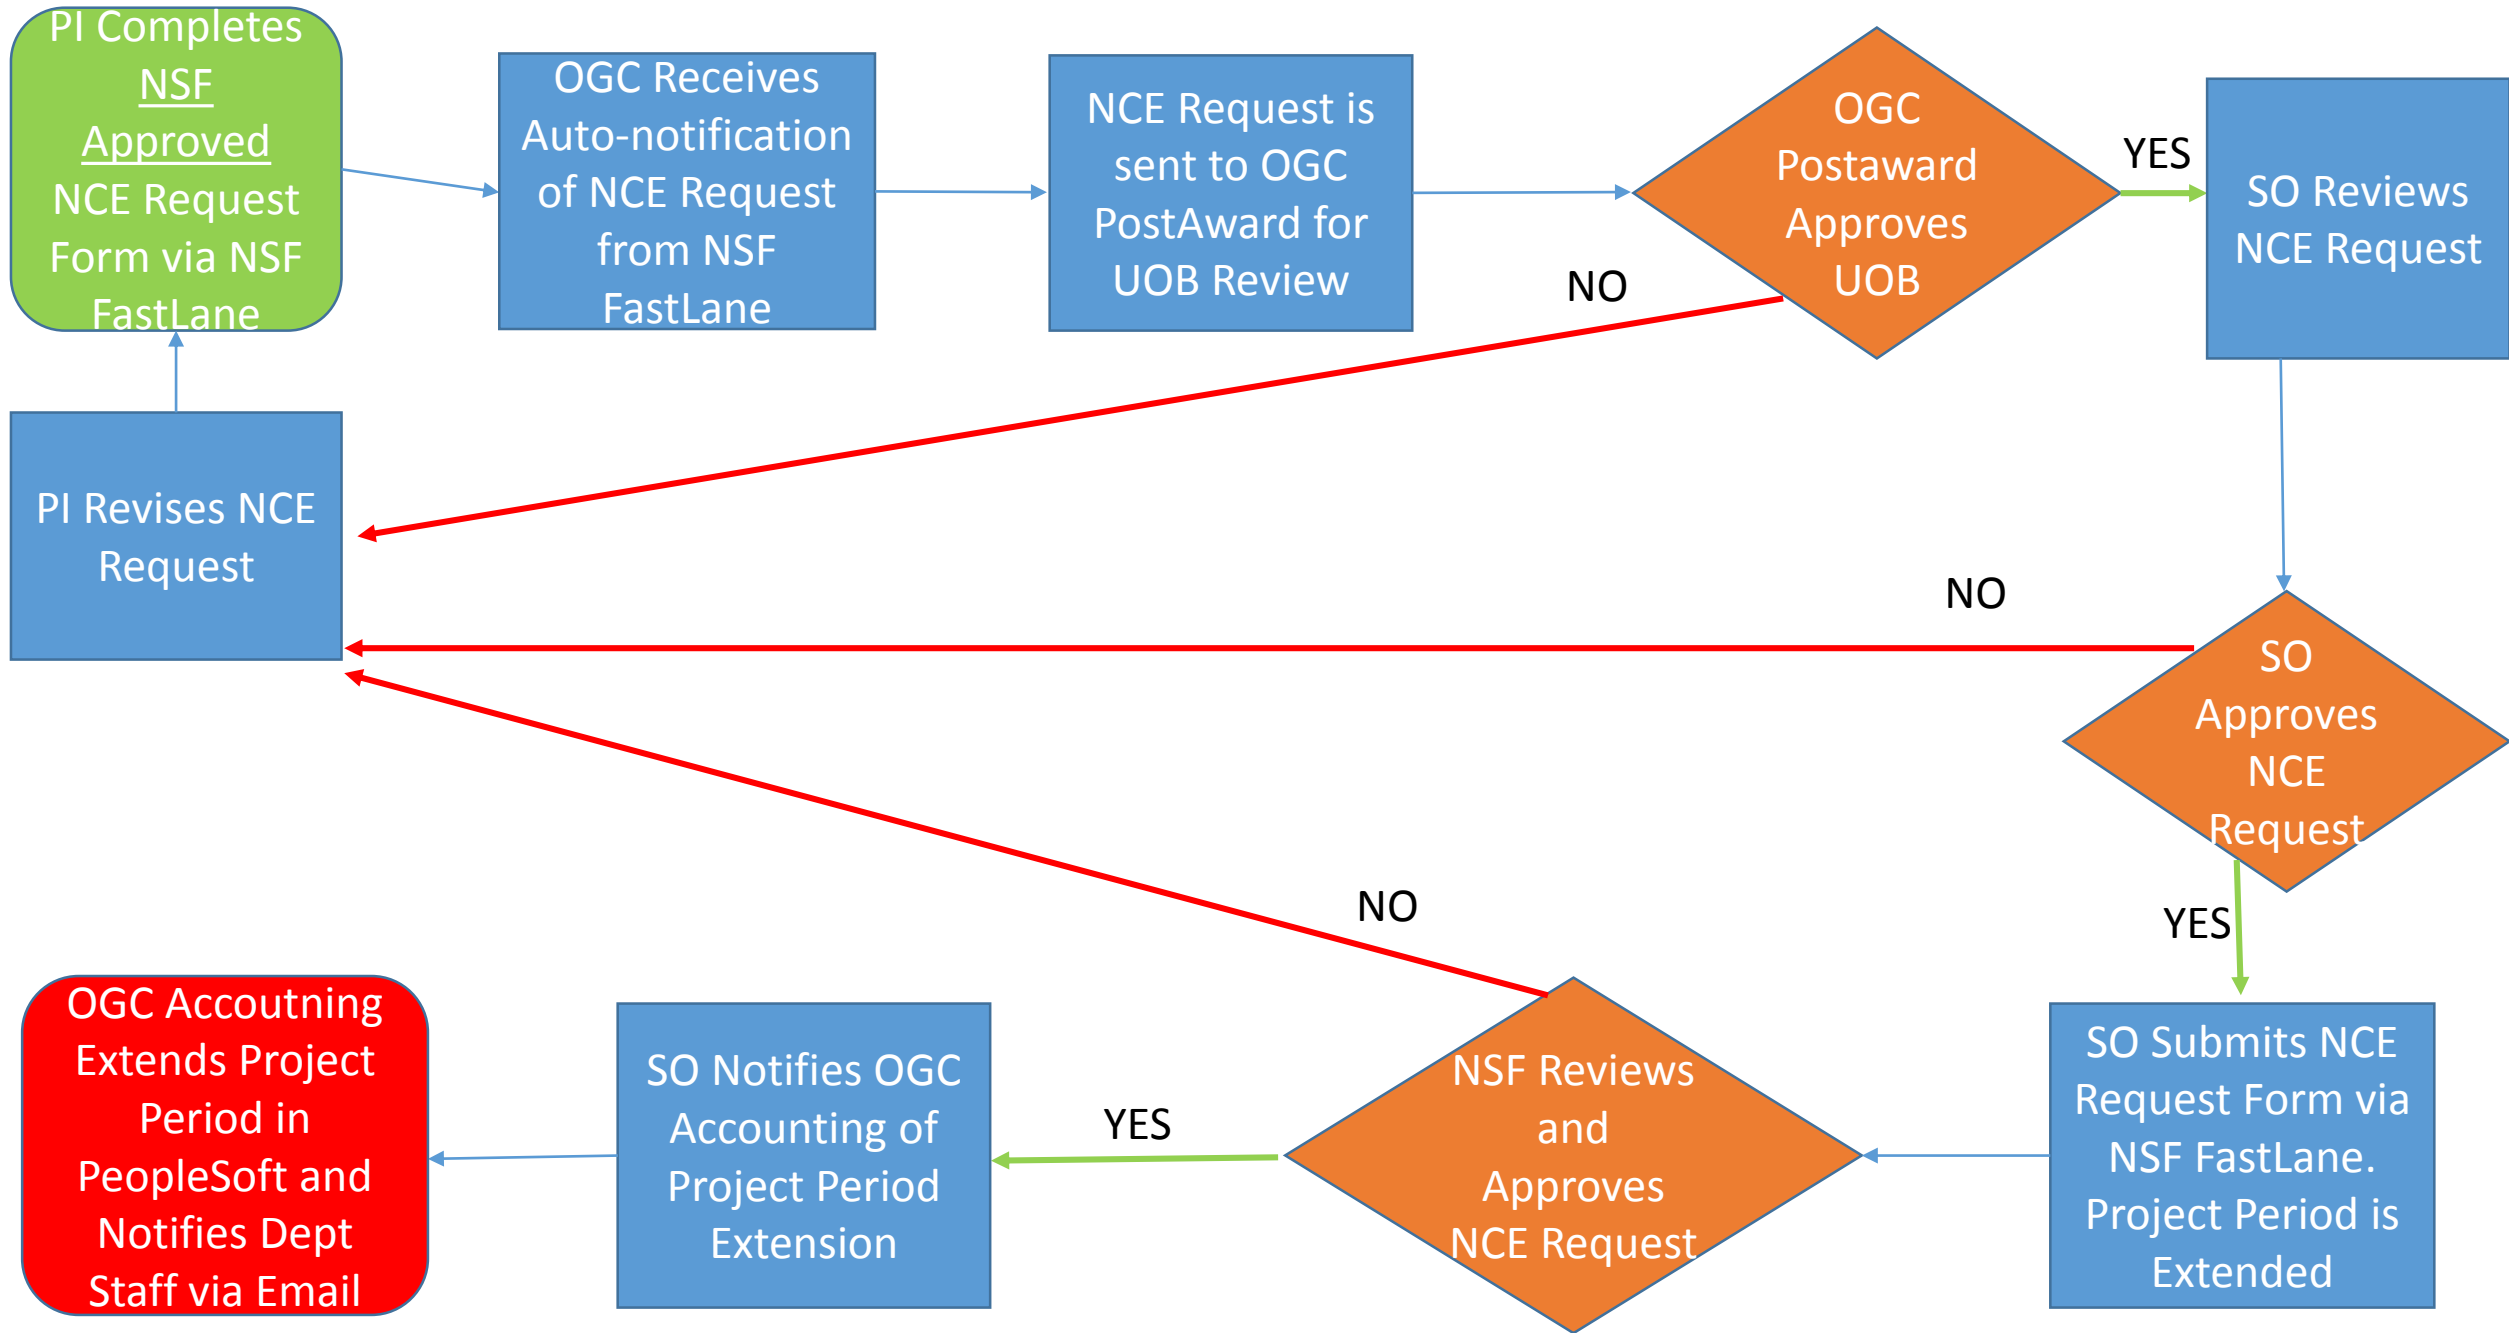 PI Completes
NSF
Approved
NCE Request
Form via NSF
FastLane
OGC Receives
Auto-notification
of NCE Request
from NSF
FastLane
NCE Request is
sent to OGC
PostAward for
UOB Review
OGC
Postaward
Approves
UOB
YES
NO
SO Reviews
NCE Request
PI Revises NCE
Request
NO
SO
Approves
NCE
Request
YES
NO
OGC Accoutning
Extends Project
Period in
PeopleSoft and
Notifies Dept
Staff via Email
SO Notifies OGC
Accounting of
Project Period
Extension
YES
NSF Reviews
and
Approves
NCE Request
SO Submits NCE
Request Form via
NSF FastLane.
Project Period is
Extended